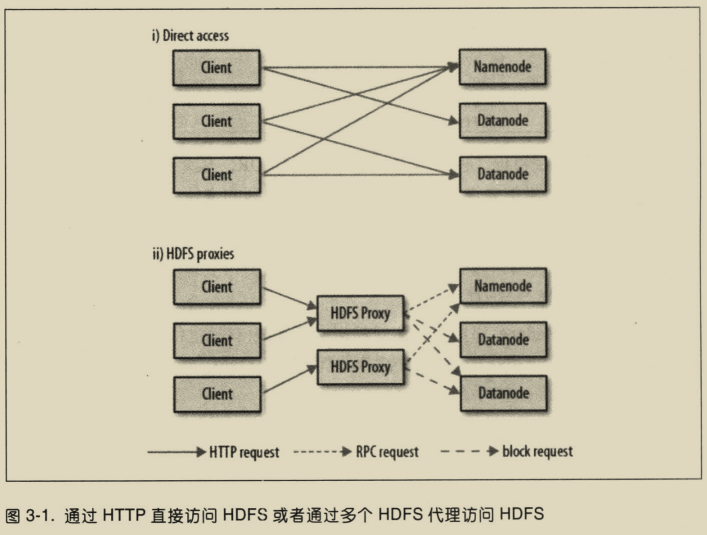 i) Direct access
Client
Namenode
Client
Datanode
Client
Datanode
ii) HDFS proxies
Client
Namenode
HDFS Proxy
Client
Datanode
HDFS Proxy
Client
Datanode
HTTP request
RPC request
block request
图 3-1. 通过 HTTP 直接访问 HDFS 或者通过多个 HDFS 代理访问 HDFS